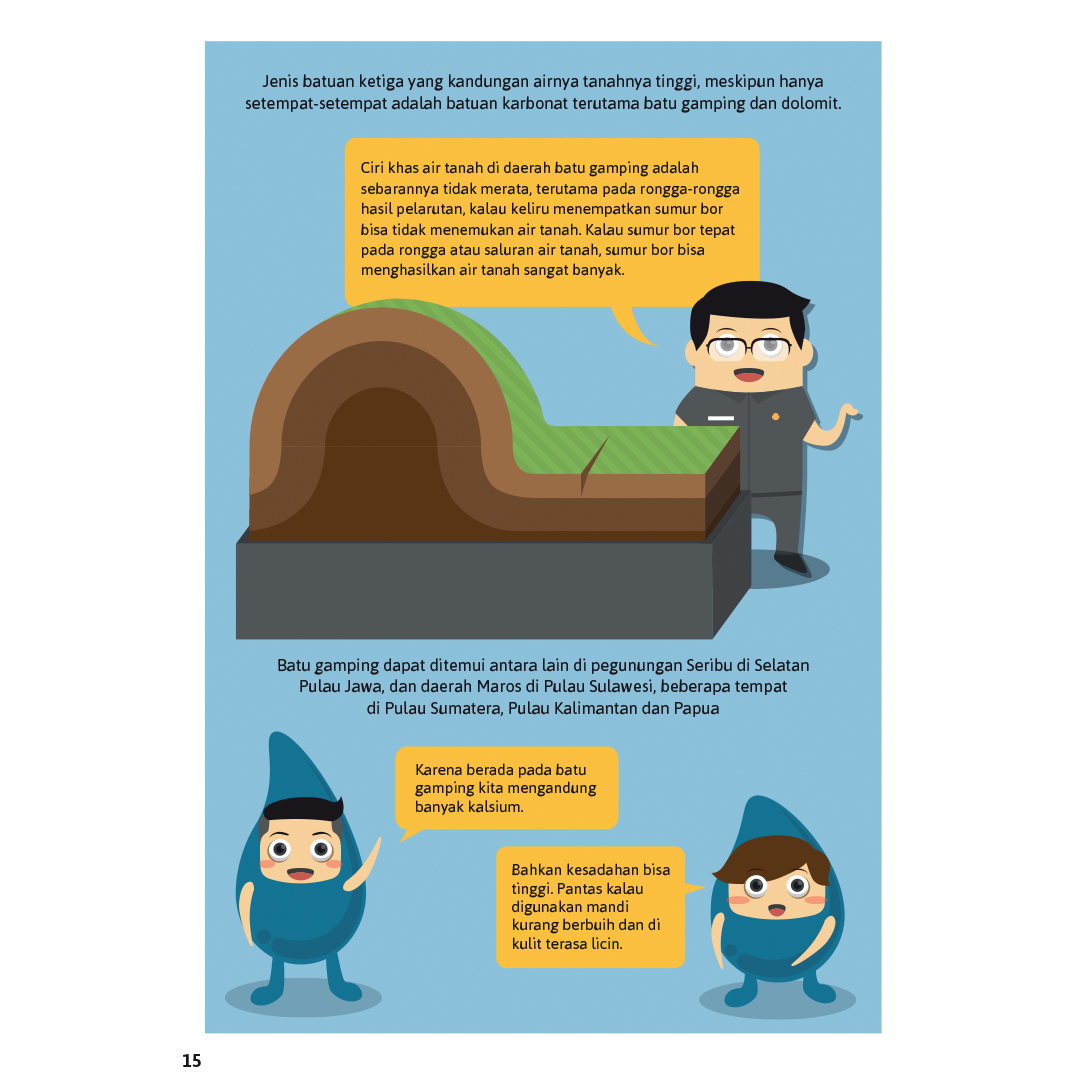 Jenis batuan ketiga yang kandungan airnya tanahnya tinggi, meskipun hanya
setempat-setempat adalah batuan karbonat terutama batu gamping dan dolomit.
Ciri khas air tanah di daerah batu gamping adalah
sebarannya tidak merata, terutama pada rongga-rongga
hasil pelarutan, kalau keliru menempatkan sumur bor
bisa tidak menemukan air tanah. Kalau sumur bor tepat
pada rongga atau saluran air tanah, sumur bor bisa
menghasilkan air tanah sangat banyak.
Batu gamping dapat ditemui antara lain di pegunungan Seribu di Selatan
Pulau Jawa, dan daerah Maros di Pulau Sulawesi, beberapa tempat
di Pulau Sumatera, Pulau Kalimantan dan Papua
Karena berada pada batu
gamping kita mengandung
banyak kalsium.
Bahkan kesadahan bisa
tinggi. Pantas kalau
digunakan mandi
kurang berbuih dan di
kulit terasa licin.
15